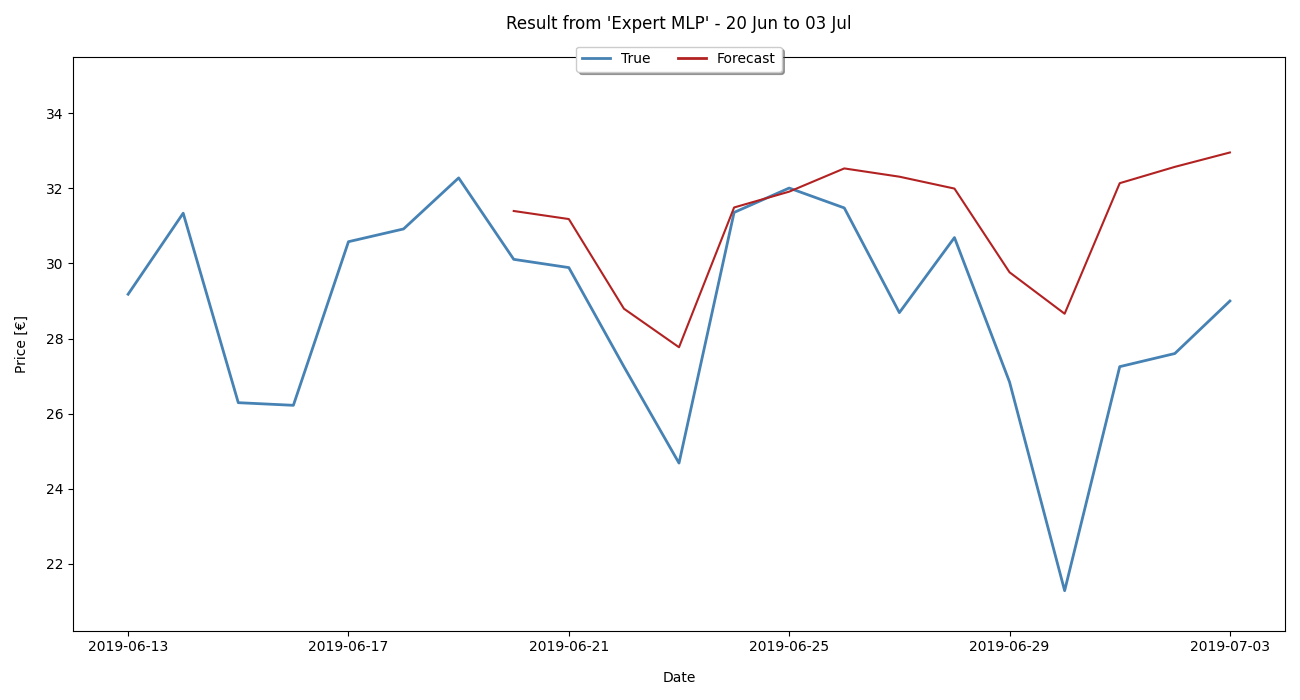 Result from 'Expert MLP' - 20 Jun to 03 Jul
True Forecast
34
32
30
28
26
24
22
Price [€]
2019-06-13 2019-06-17 2019-06-21 2019-06-25 2019-06-29 2019-07-03
Date